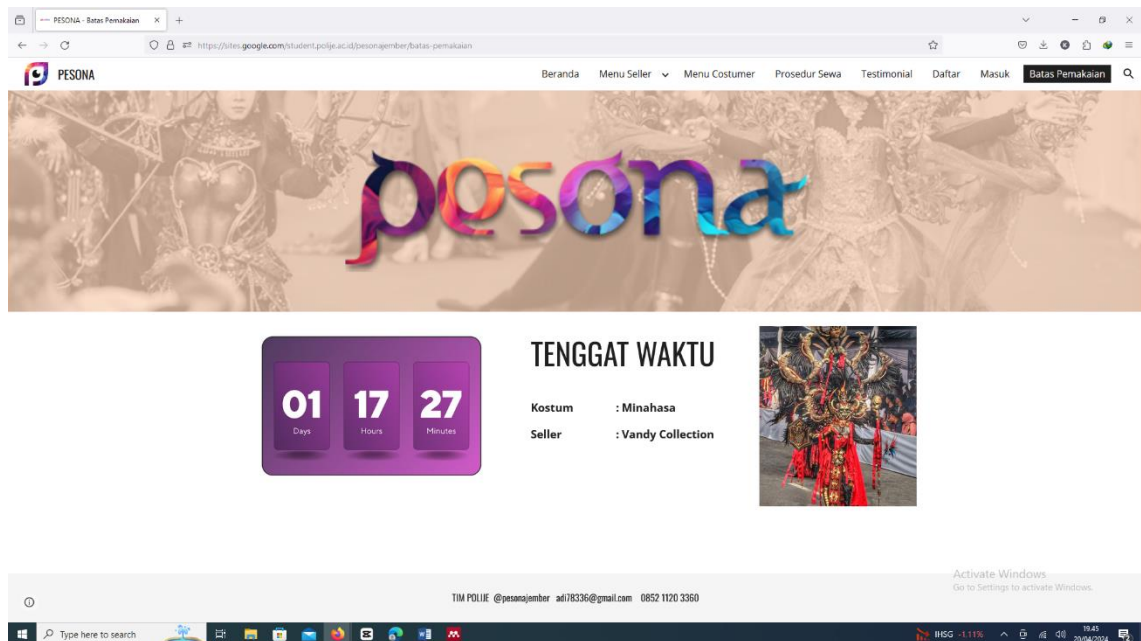 PESONA - Batas Pemakaian
https://sites.google.com/student.polije.ac.id/pesonajember/batas-pemakaian
PESONA
Beranda Menu Seller Menu Costumer Prosedur Sewa Testimonial Daftar Masuk Batas Pemakaian
pesona
01 17 27
Days Hours Minutes
TENGGAT WAKTU
Kostum : Minahasa
Seller : Vandy Collection
Activate Windows
Go to Settings to activate Windows.
TIM POLIJE @pesonajember adi78336@gmail.com 0852 1120 3360
Type here to search
IHSG -1.11%
19.45
20/04/2024